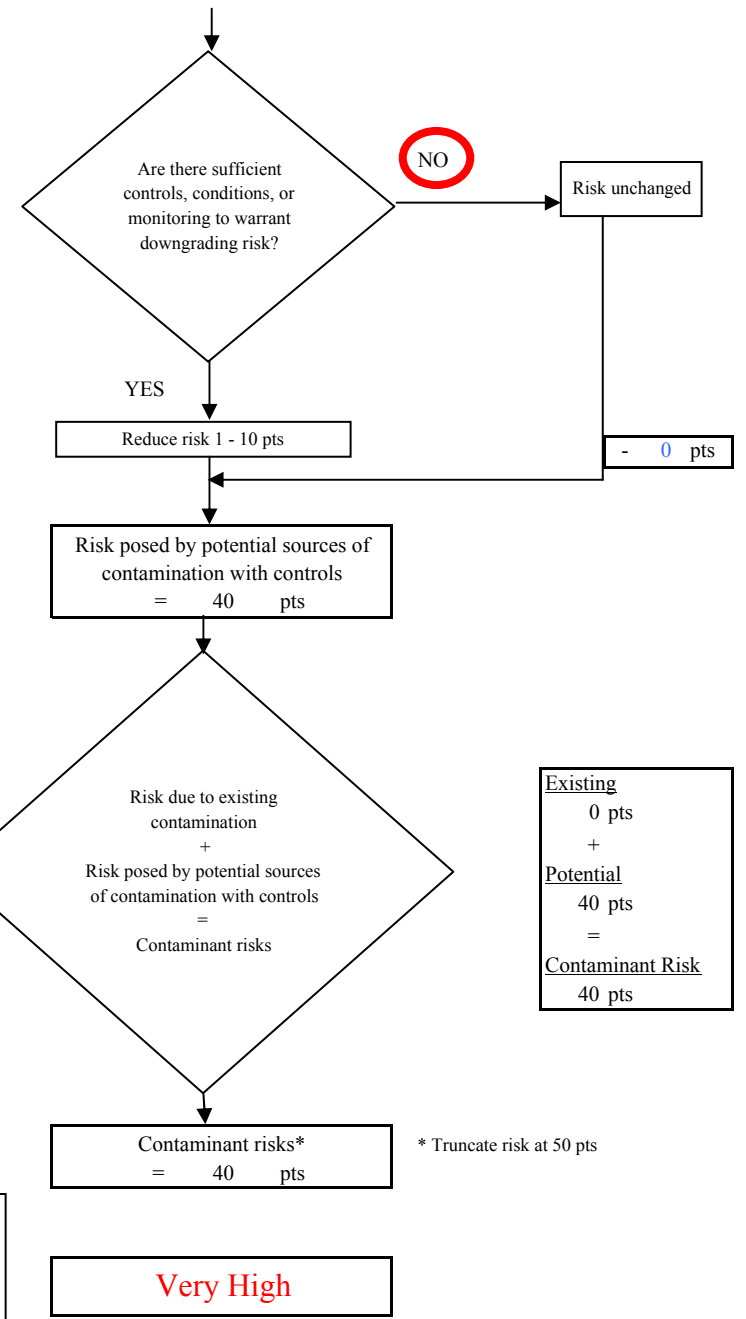 Are there sufficient
controls, conditions, or
monitoring to warrant
downgrading risk?
NO
Risk unchanged
YES
Reduce risk 1 - 10 pts
- 0 pts
Risk posed by potential sources of
contamination with controls
= 40 pts
Risk due to existing
contamination
+
Risk posed by potential sources
of contamination with controls
=
Contaminant risks
Existing
0 pts
+
Potential
40 pts
=
Contaminant Risk
40 pts
Contaminant risks*
= 40 pts
* Truncate risk at 50 pts
Very High